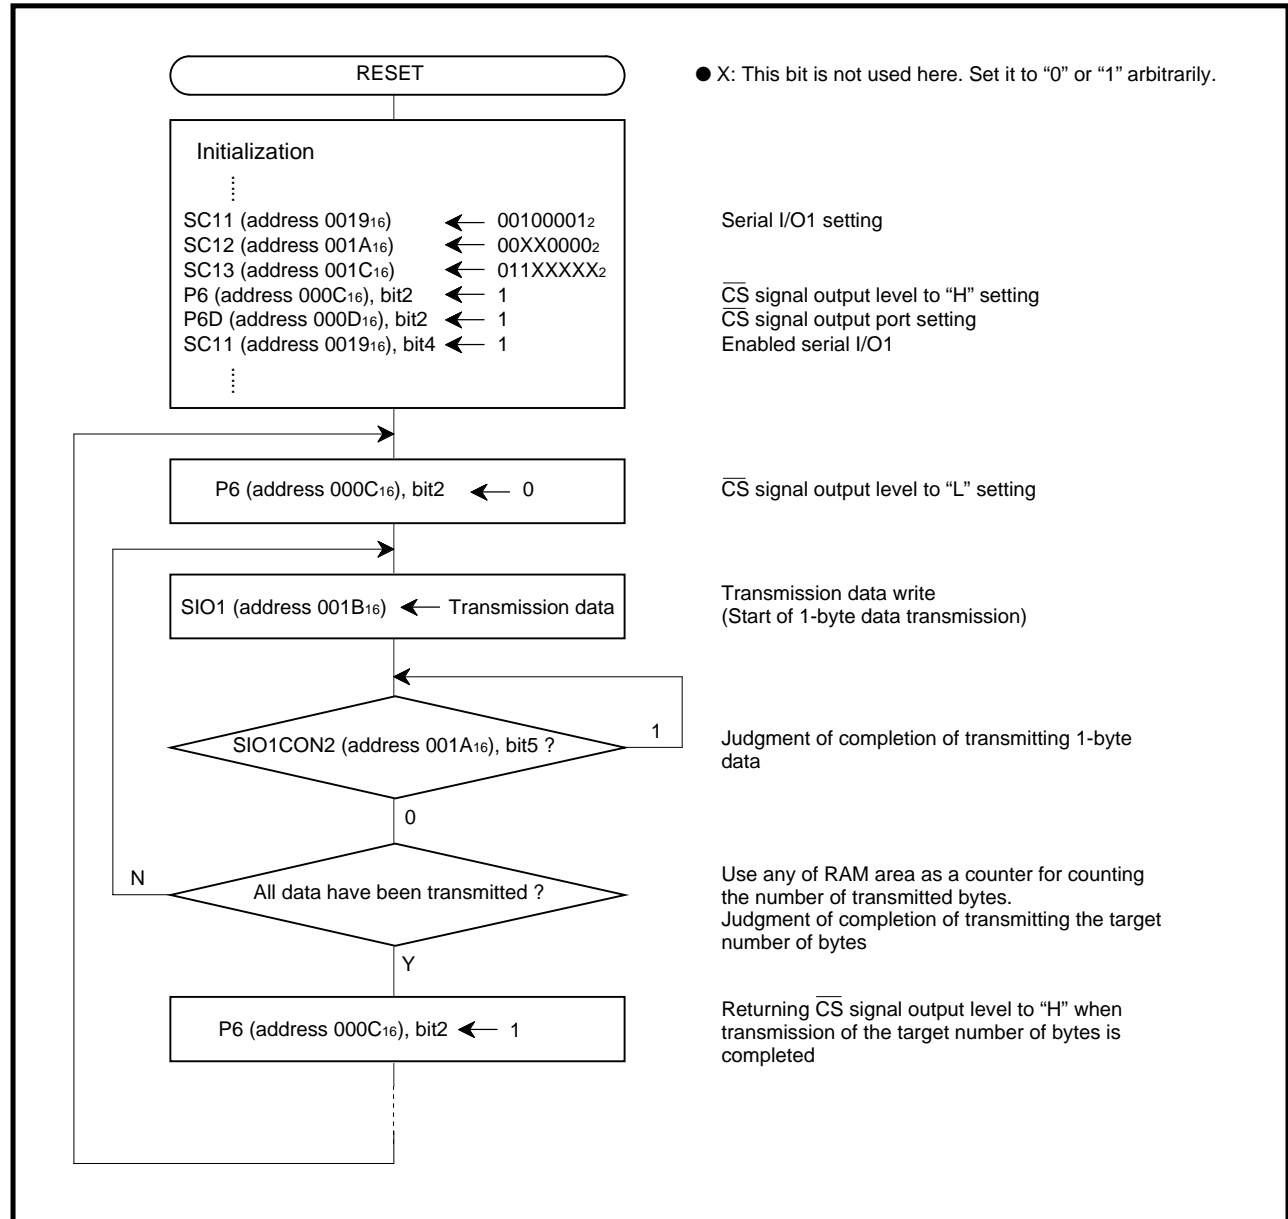 RESET
● X: This bit is not used here. Set it to “0” or “1” arbitrarily.
Initialization
SC11 (address 0019₁₆) ← 00100001₂ Serial I/O1 setting
SC12 (address 001A₁₆) ← 00XX0000₂
SC13 (address 001C₁₆) ← 011XXXXX₂
P6 (address 000C₁₆), bit2 ← 1 C̅S̅ signal output level to “H” setting
P6D (address 000D₁₆), bit2 ← 1 C̅S̅ signal output port setting
SC11 (address 0019₁₆), bit4 ← 1 Enabled serial I/O1
P6 (address 000C₁₆), bit2 ← 0 C̅S̅ signal output level to “L” setting
SIO1 (address 001B₁₆) ← Transmission data
Transmission data write
(Start of 1-byte data transmission)
SIO1CON2 (address 001A₁₆), bit5 ?
1
Judgment of completion of transmitting 1-byte
data
0
N
All data have been transmitted ?
Use any of RAM area as a counter for counting
the number of transmitted bytes.
Judgment of completion of transmitting the target
number of bytes
Y
P6 (address 000C₁₆), bit2 ← 1
Returning C̅S̅ signal output level to “H” when
transmission of the target number of bytes is
completed